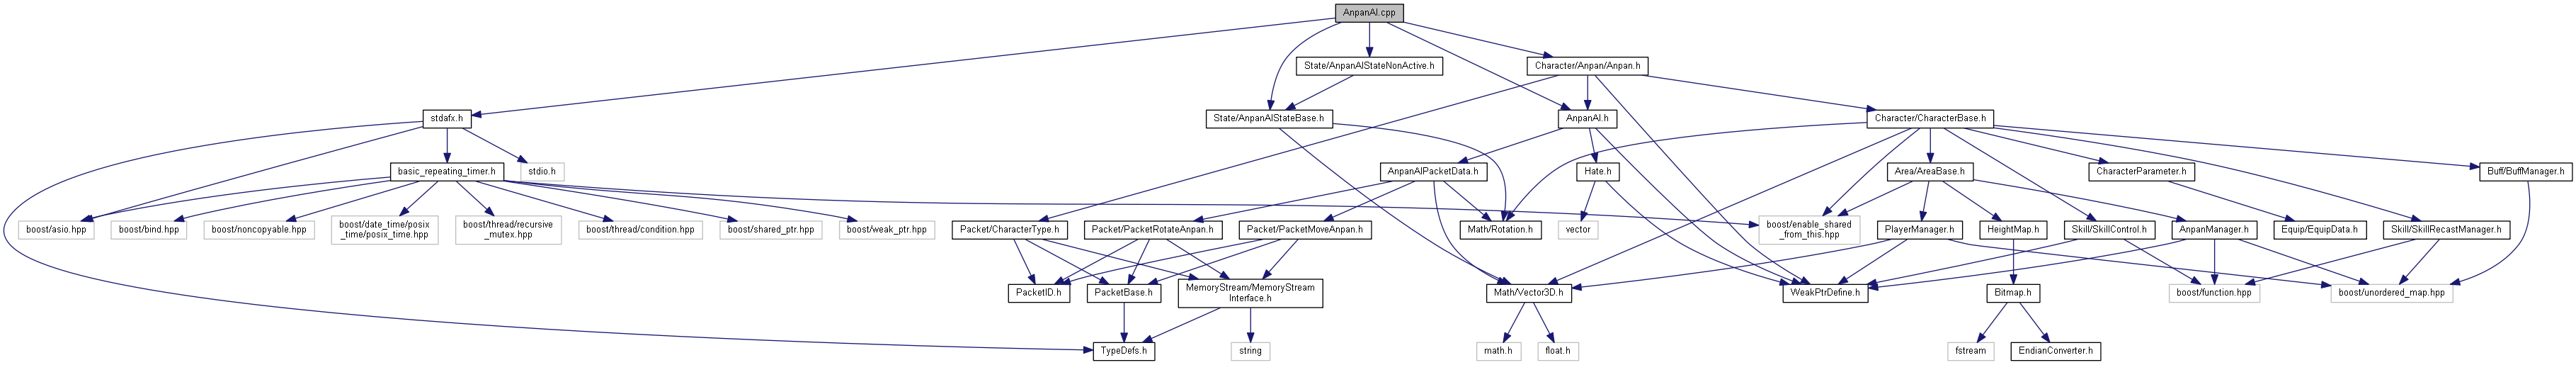 AnpanAI.cpp
State/AnpanAIStateNonActive.h
Character/Anpan/Anpan.h
stdafx.h
State/AnpanAIStateBase.h
AnpanAI.h
Character/CharacterBase.h
basic_repeating_timer.h
stdio.h
AnpanAIPacketData.h
Hate.h
Area/AreaBase.h
CharacterParameter.h
Buff/BuffManager.h
boost/asio.hpp
boost/bind.hpp
boost/noncopyable.hpp
boost/date_time/posix
_time/posix_time.hpp
boost/thread/recursive
_mutex.hpp
boost/thread/condition.hpp
boost/shared_ptr.hpp
boost/weak_ptr.hpp
Packet/CharacterType.h
Packet/PacketRotateAnpan.h
Packet/PacketMoveAnpan.h
Math/Rotation.h
vector
boost/enable_shared
_from_this.hpp
PlayerManager.h
HeightMap.h
Skill/SkillControl.h
AnpanManager.h
Equip/EquipData.h
Skill/SkillRecastManager.h
PacketID.h
PacketBase.h
MemoryStream/MemoryStream
Interface.h
Math/Vector3D.h
WeakPtrDefine.h
Bitmap.h
boost/function.hpp
boost/unordered_map.hpp
TypeDefs.h
string
math.h
float.h
fstream
EndianConverter.h